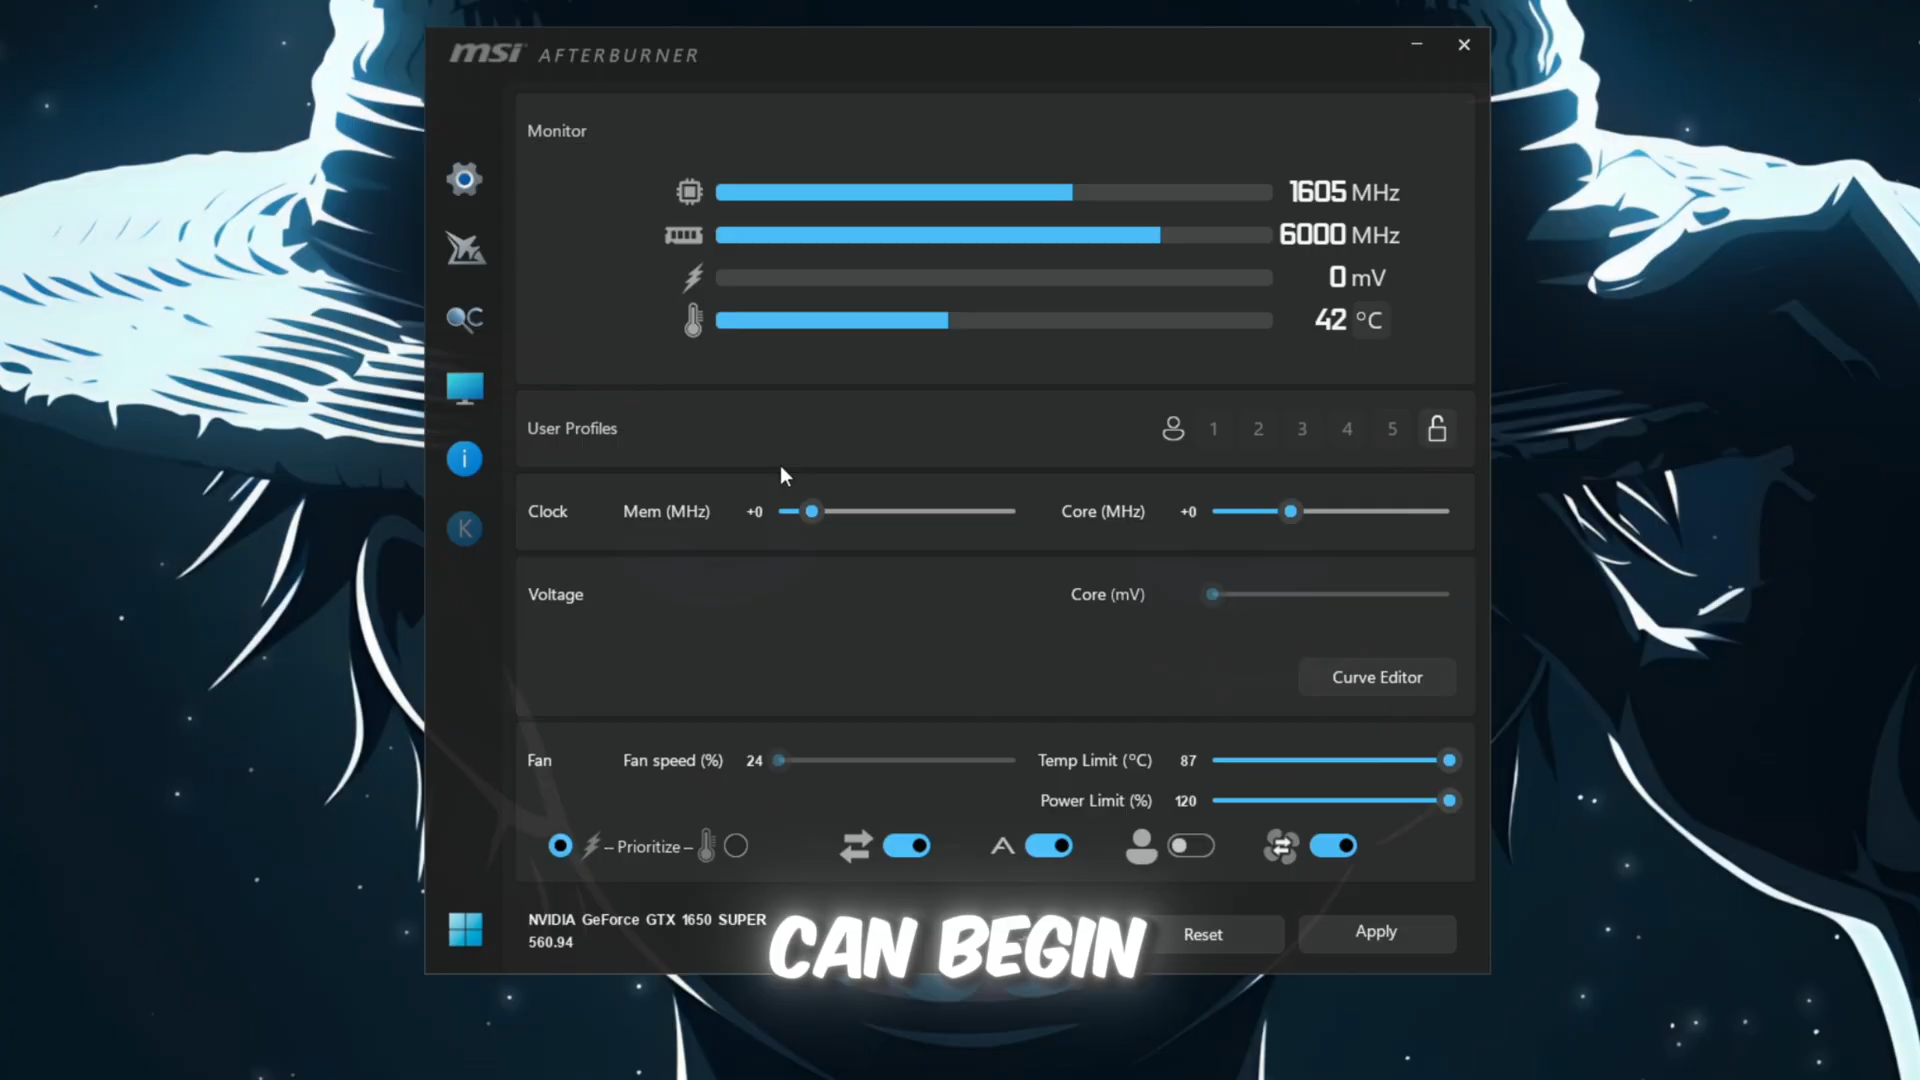 msi AFTERBURNER
Monitor
1605 MHz
6000 MHz
0 mV
42 °C
User Profiles 1 2 3 4 5
Clock Mem (MHz) +0 Core (MHz) +0
Voltage Core (mV)
Curve Editor
Fan Fan speed (%) 24 Temp Limit (°C) 87
Power Limit (%) 120
– Prioritize –
NVIDIA GeForce GTX 1650 SUPER
560.94
Reset Apply
CAN BEGIN
C
i
K
A